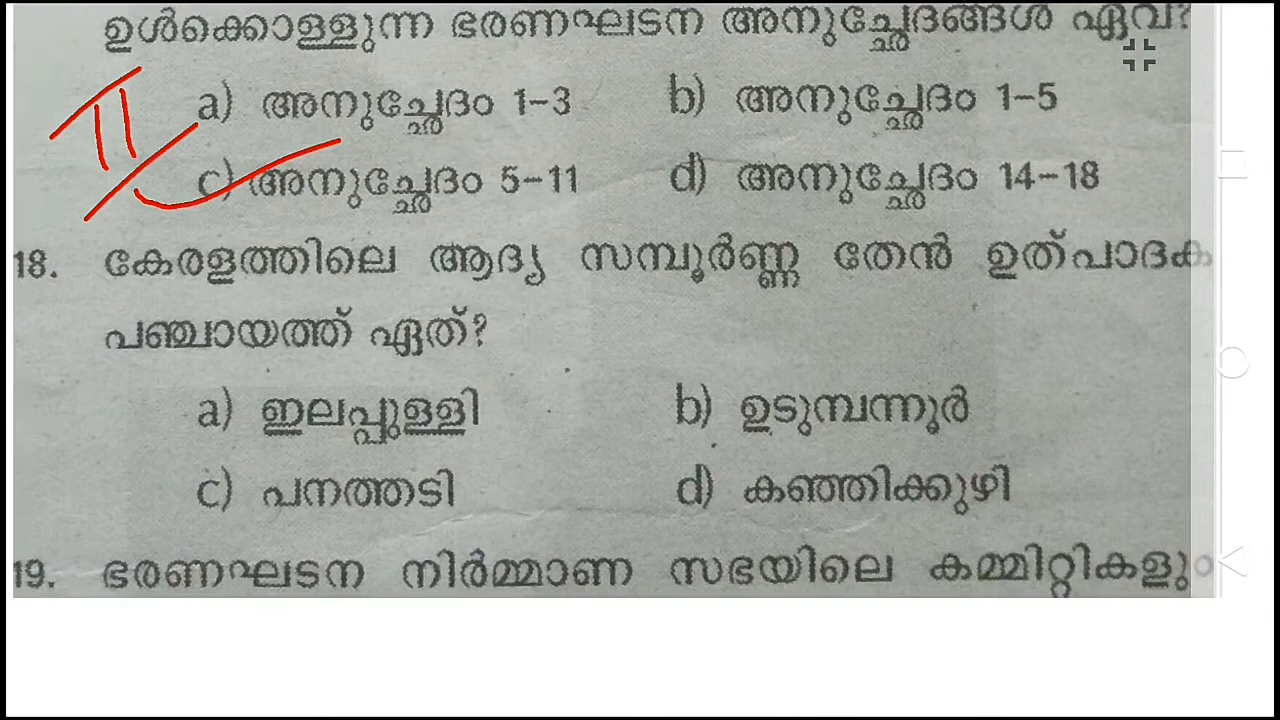 ഉൾക്കൊള്ളുന്ന ഭരണഘടന അനുച്ഛേദങ്ങൾ ഏവ?
a) അനുച്ഛേദം 1-3 b) അനുച്ഛേദം 1-5
c) അനുച്ഛേദം 5-11 d) അനുച്ഛേദം 14-18
II
18. കേരളത്തിലെ ആദ്യ സമ്പൂർണ്ണ തേൻ ഉത്പാദക
പഞ്ചായത്ത് ഏത്?
a) ഇലപ്പുള്ളി b) ഉടുമ്പന്നൂർ
c) പനത്തടി d) കഞ്ഞിക്കുഴി
19. ഭരണഘടന നിർമ്മാണ സഭയിലെ കമ്മിറ്റികളും